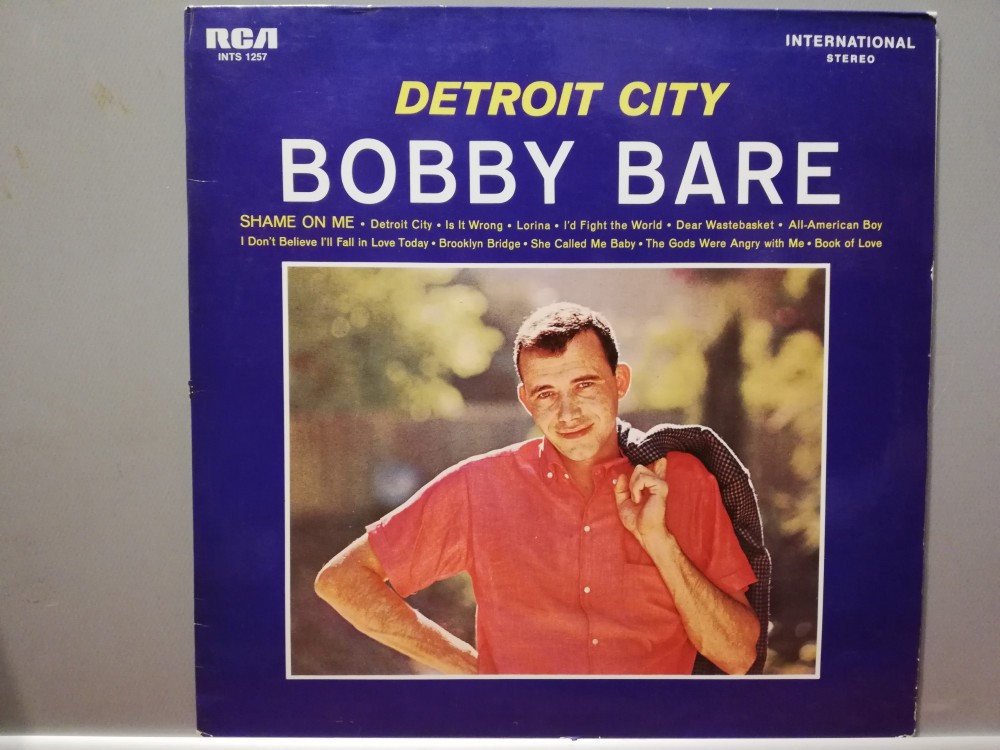 RCA
INTS 1257
INTERNATIONAL
STEREO
DETROIT CITY
BOBBY BARE
SHAME ON ME • Detroit City • Is It Wrong • Lorina • I'd Fight the World • Dear Wastebasket • All-American Boy
I Don't Believe I'll Fall in Love Today • Brooklyn Bridge • She Called Me Baby • The Gods Were Angry with Me • Book of Love